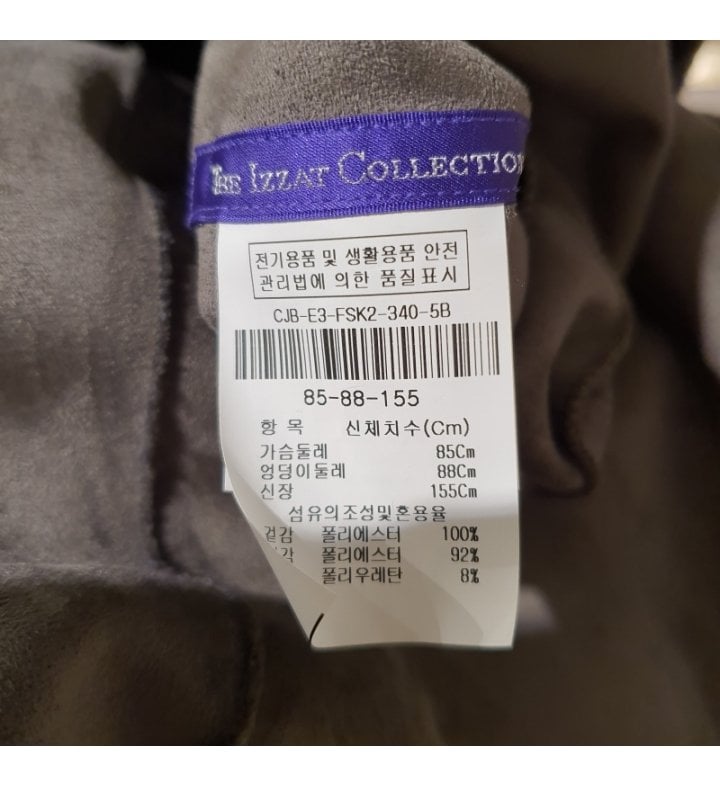 THE IZZAT COLLECTION
전기용품 및 생활용품 안전
관리법에 의한 품질표시
CJB-E3-FSK2-340-5B
85-88-155
항 목 신체치수(Cm)
가슴둘레 85Cm
엉덩이둘레 88Cm
신장 155Cm
섬유의조성및혼용율
겉감 폴리에스터 100%
폴리에스터 92%
폴리우레탄 8%